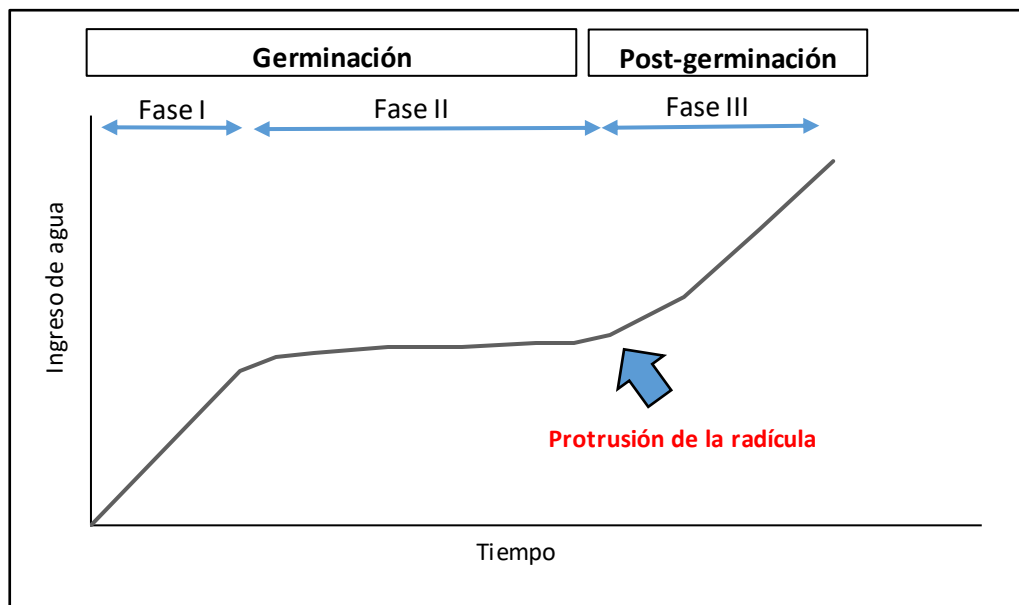 Germinación
Post-germinación
Fase I
Fase II
Fase III
Ingreso de agua
Protrusión de la radícula
Tiempo